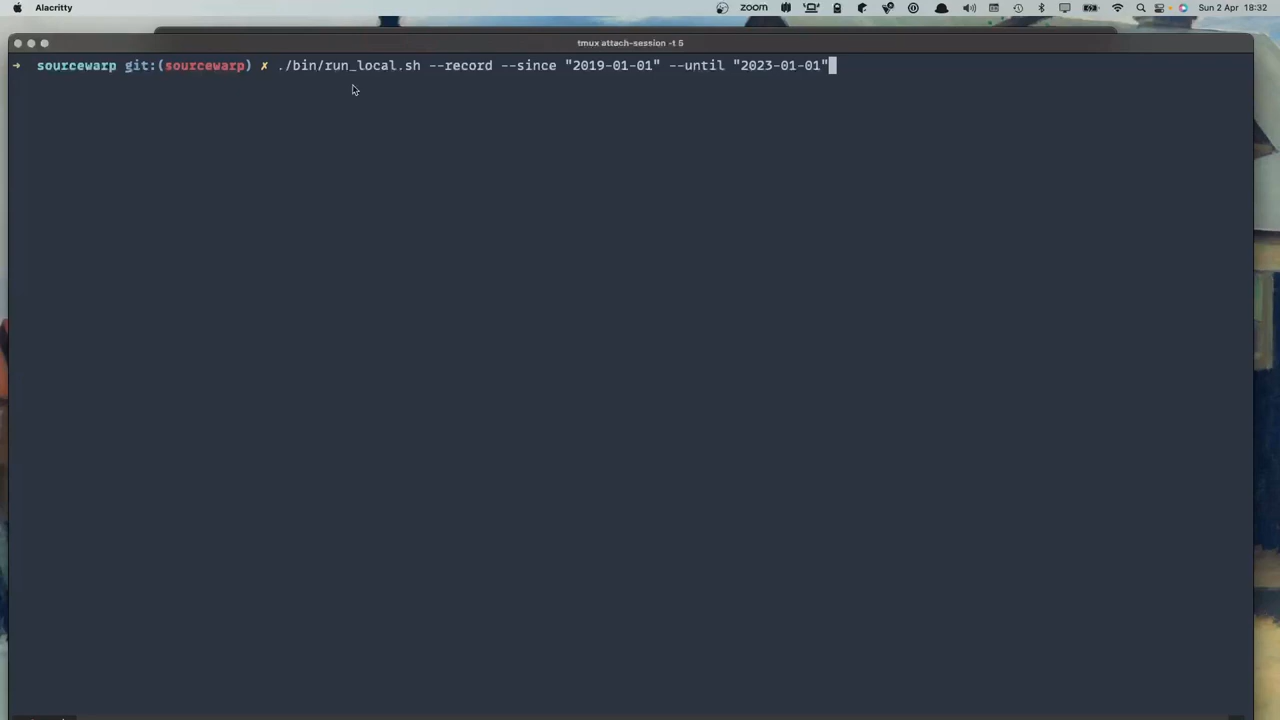 Alacritty
zoom
Sun 2 Apr 18:32
tmux attach-session -t 5
➜ sourcewarp git:(sourcewarp) ✗ ./bin/run_local.sh --record --since "2019-01-01" --until "2023-01-01"